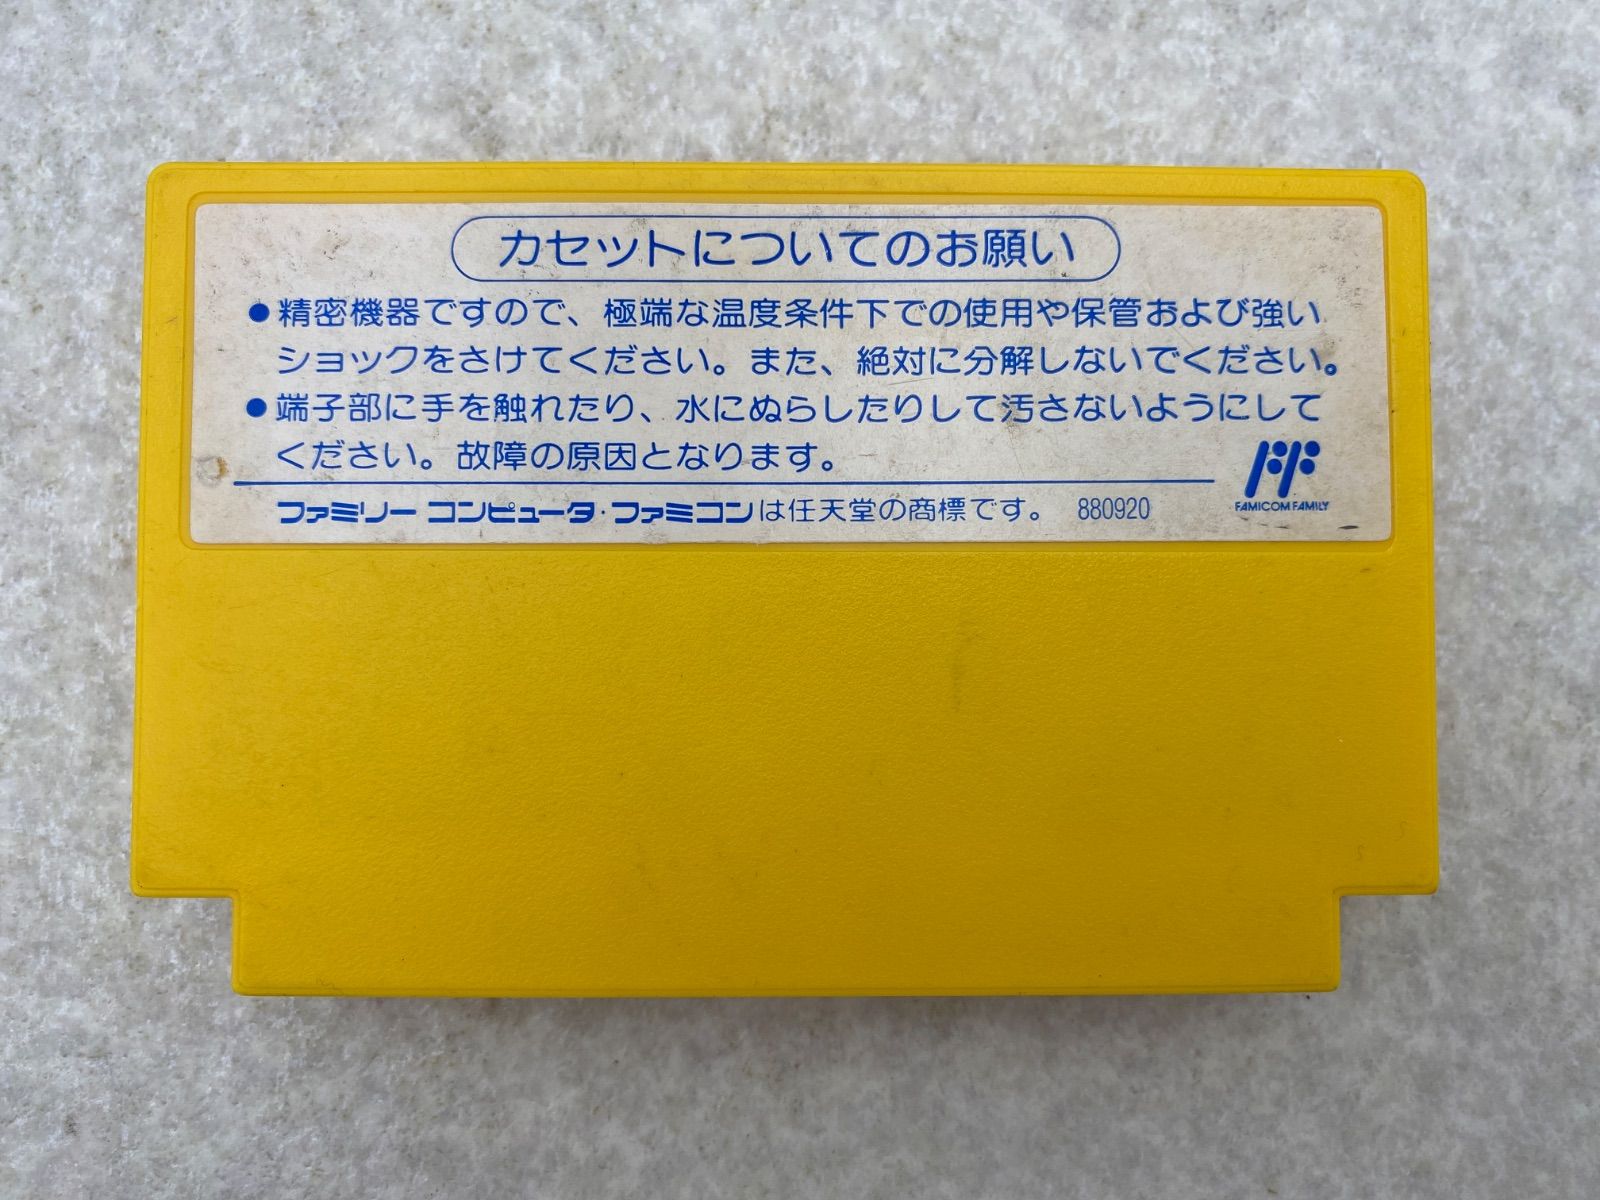 カセットについてのお願い
●精密機器ですので、極端な温度条件下での使用や保管および強い
ショックをさけてください。また、絶対に分解しないでください。
●端子部に手を触れたり、水にぬらしたりして汚さないようにして
ください。故障の原因となります。
FAMICOM FAMILY
ファミリーコンピュータ・ファミコンは任天堂の商標です。 880920